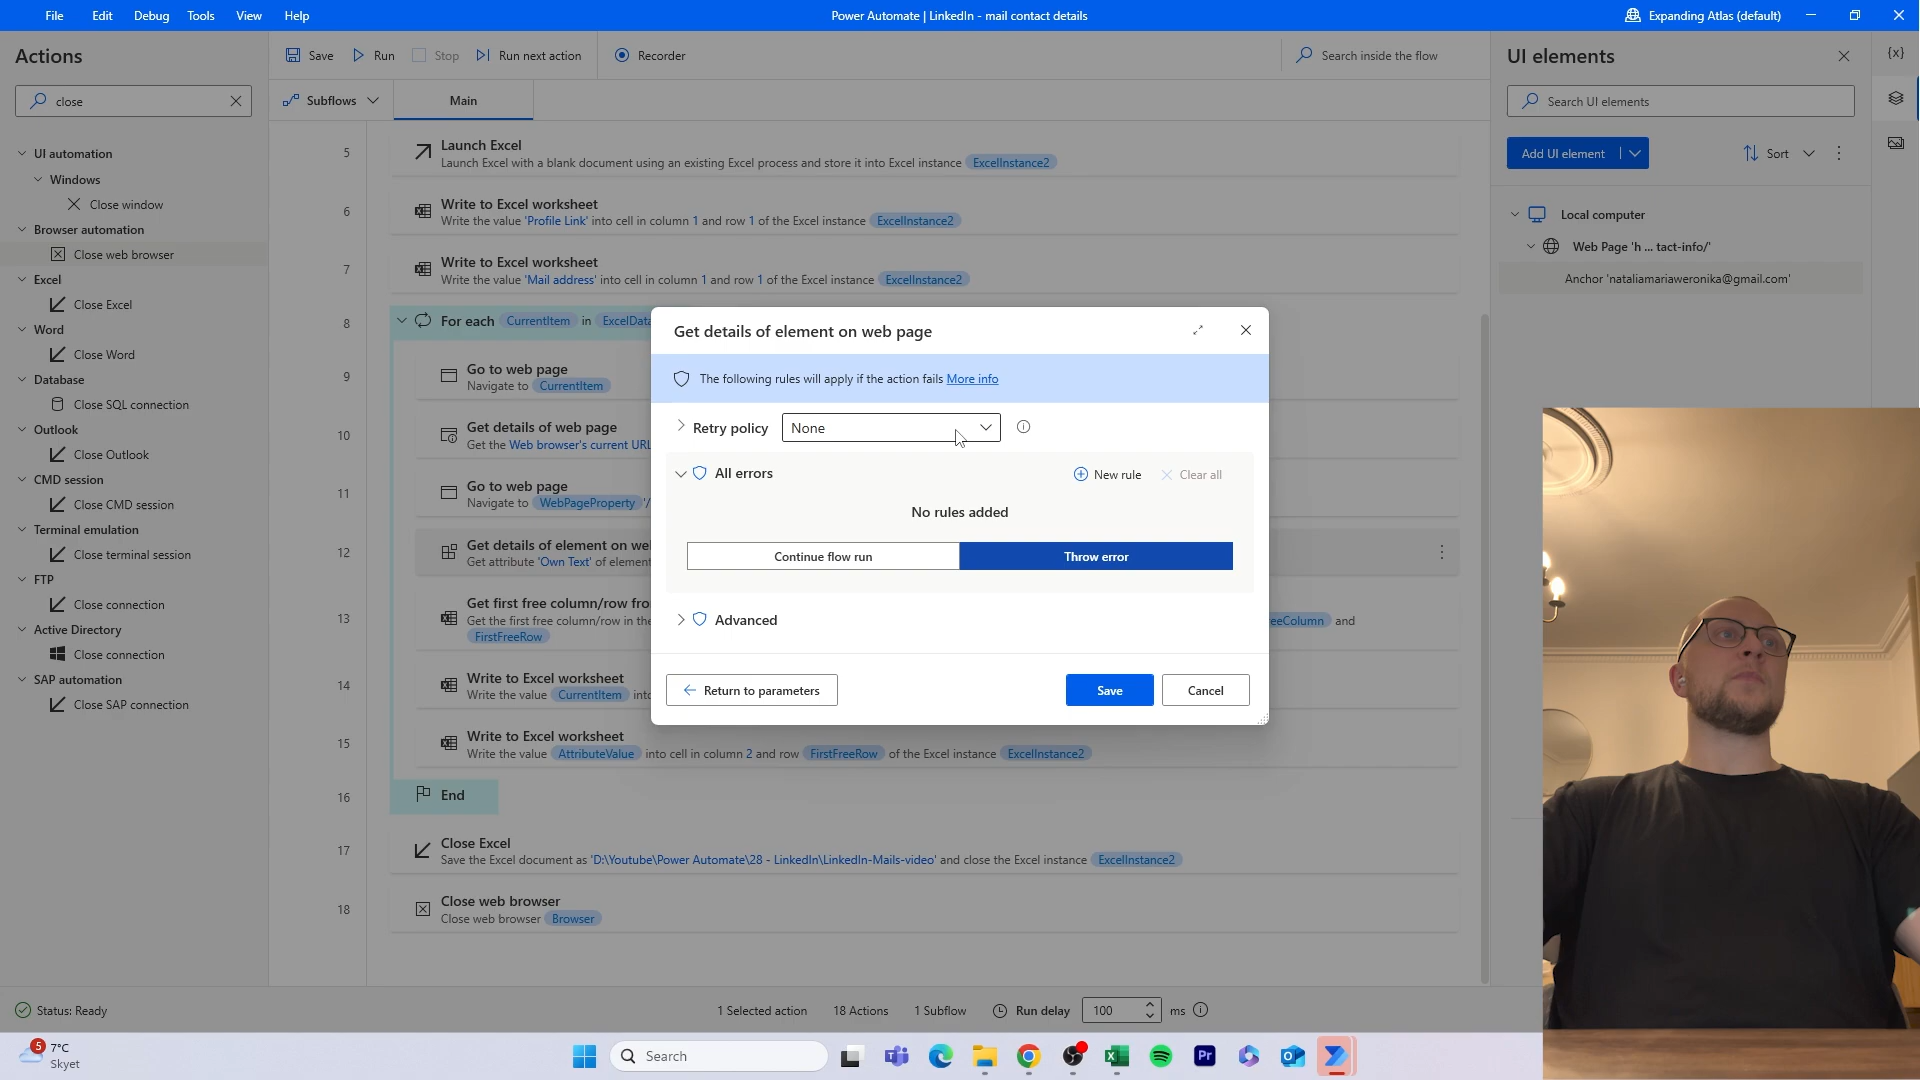 File Edit Debug Tools View Help
Power Automate | LinkedIn - mail contact details
Expanding Atlas (default)
Actions
close
UI automation
Windows
Close window
Browser automation
Close web browser
Excel
Close Excel
Word
Close Word
Database
Close SQL connection
Outlook
Close Outlook
CMD session
Close CMD session
Terminal emulation
Close terminal session
FTP
Close connection
Active Directory
Close connection
SAP automation
Close SAP connection
Save Run Stop Run next action Recorder
Search inside the flow
Subflows Main
5 Launch Excel
Launch Excel with a blank document using an existing Excel process and store it into Excel instance ExcelInstance2
6 Write to Excel worksheet
Write the value 'Profile Link' into cell in column 1 and row 1 of the Excel instance ExcelInstance2
7 Write to Excel worksheet
Write the value 'Mail address' into cell in column 1 and row 1 of the Excel instance ExcelInstance2
8 For each CurrentItem in ExcelData
9 Go to web page
Navigate to CurrentItem
10 Get details of web page
Get the Web browser's current URL
11 Go to web page
Navigate to WebPageProperty '/
12 Get details of element on we
Get attribute 'Own Text' of element
13 Get first free column/row fro
Get the first free column/row in the eeColumn and
FirstFreeRow
14 Write to Excel worksheet
Write the value CurrentItem into
15 Write to Excel worksheet
Write the value AttributeValue into cell in column 2 and row FirstFreeRow of the Excel instance ExcelInstance2
16 End
17 Close Excel
Save the Excel document as 'D:\Youtube\Power Automate\28 - LinkedIn\LinkedIn-Mails-video' and close the Excel instance ExcelInstance2
18 Close web browser
Close web browser Browser
Get details of element on web page
The following rules will apply if the action fails More info
Retry policy None
All errors New rule Clear all
No rules added
Continue flow run Throw error
Advanced
Return to parameters Save Cancel
UI elements
{x}
Search UI elements
Add UI element Sort
Local computer
Web Page 'h ... tact-info/'
Anchor 'nataliamariaweronika@gmail.com'
Status: Ready 1 Selected action 18 Actions 1 Subflow Run delay 100 ms
5 7°C
Skyet
Search
Pr